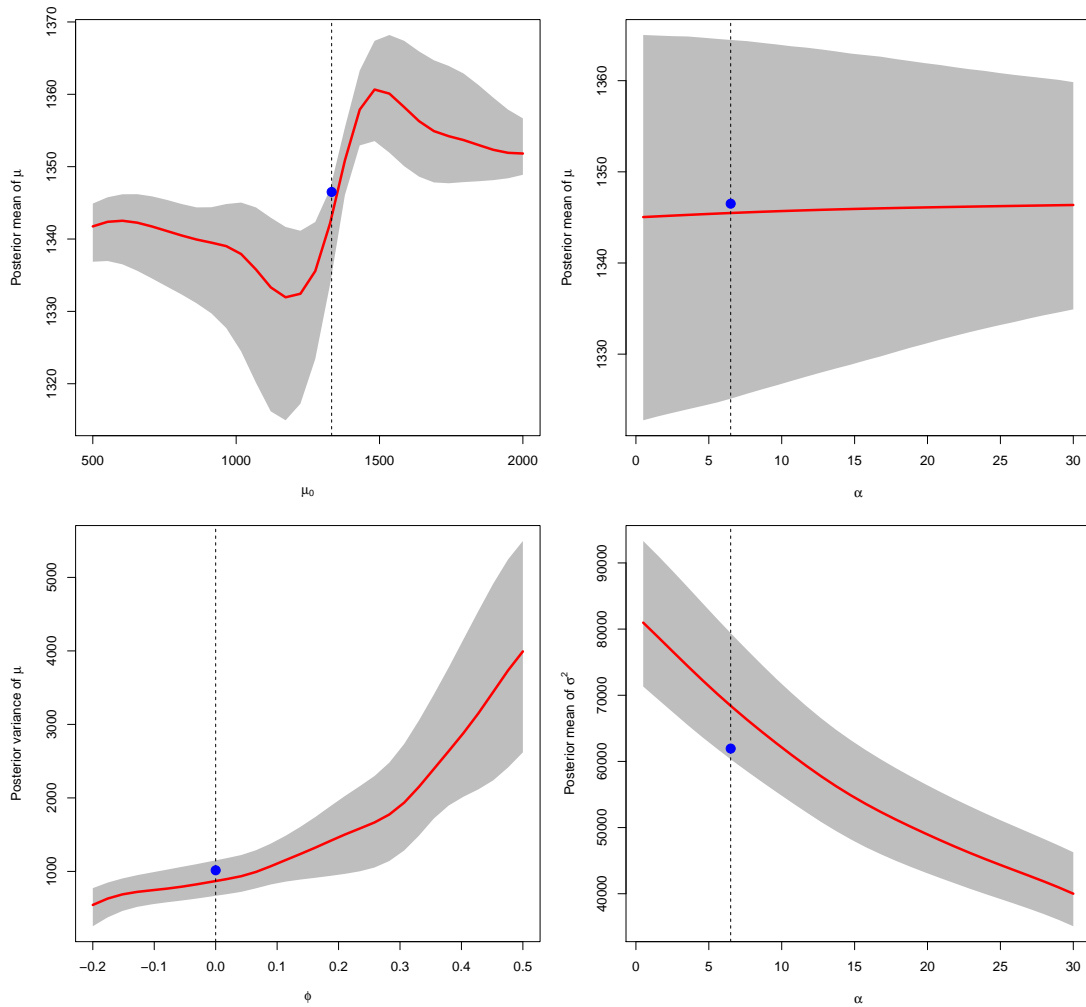 1370
1360
1350
1340
1330
1320
Posterior mean of μ
500 1000 1500 2000
μ₀
1360
1350
1340
1330
Posterior mean of μ
0 5 10 15 20 25 30
α
5000
4000
3000
2000
1000
Posterior variance of μ
−0.2 −0.1 0.0 0.1 0.2 0.3 0.4 0.5
ϕ
90000
80000
70000
60000
50000
40000
Posterior mean of σ²
0 5 10 15 20 25 30
α